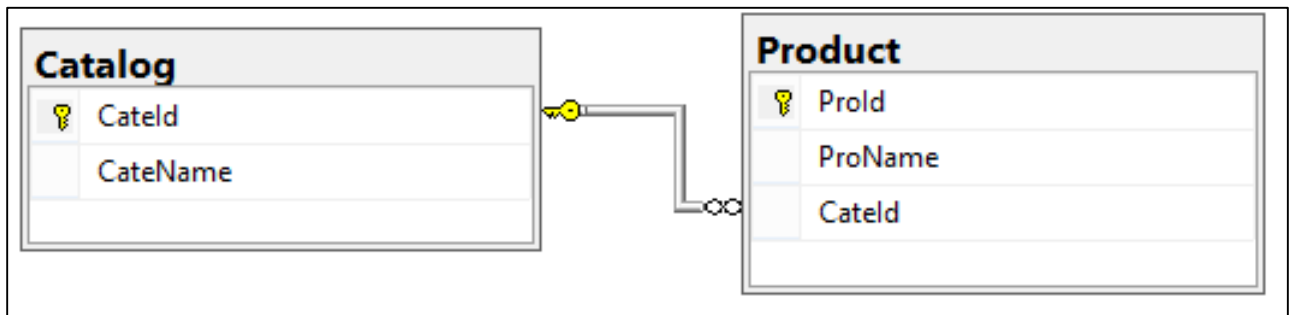 Catalog
CateId
CateName
Product
ProId
ProName
CateId